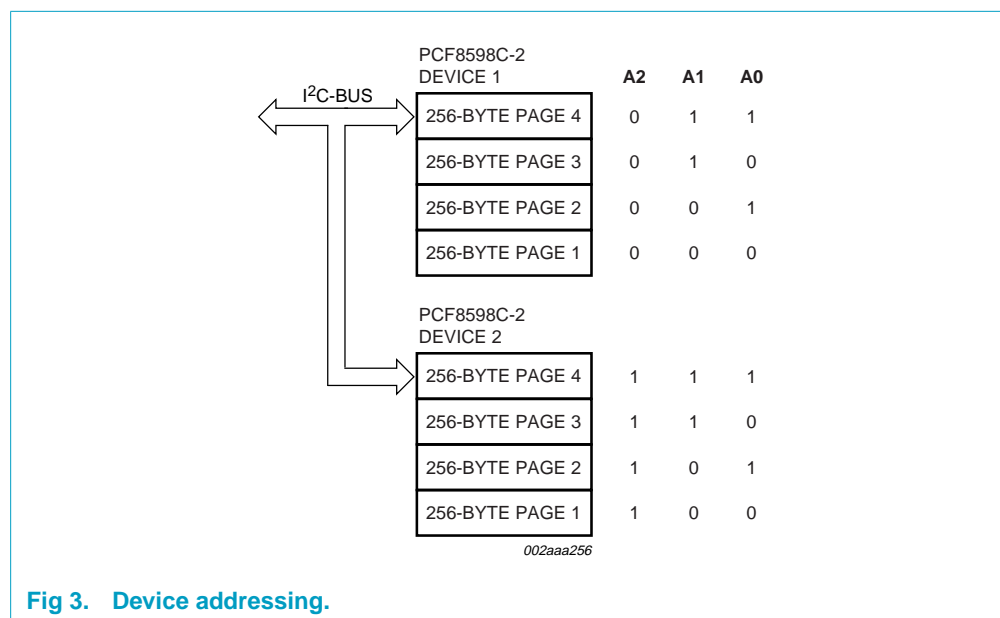 PCF8598C-2
DEVICE 1 A2 A1 A0
I2C-BUS
256-BYTE PAGE 4 0 1 1
256-BYTE PAGE 3 0 1 0
256-BYTE PAGE 2 0 0 1
256-BYTE PAGE 1 0 0 0
PCF8598C-2
DEVICE 2
256-BYTE PAGE 4 1 1 1
256-BYTE PAGE 3 1 1 0
256-BYTE PAGE 2 1 0 1
256-BYTE PAGE 1 1 0 0
002aaa256
Fig 3. Device addressing.